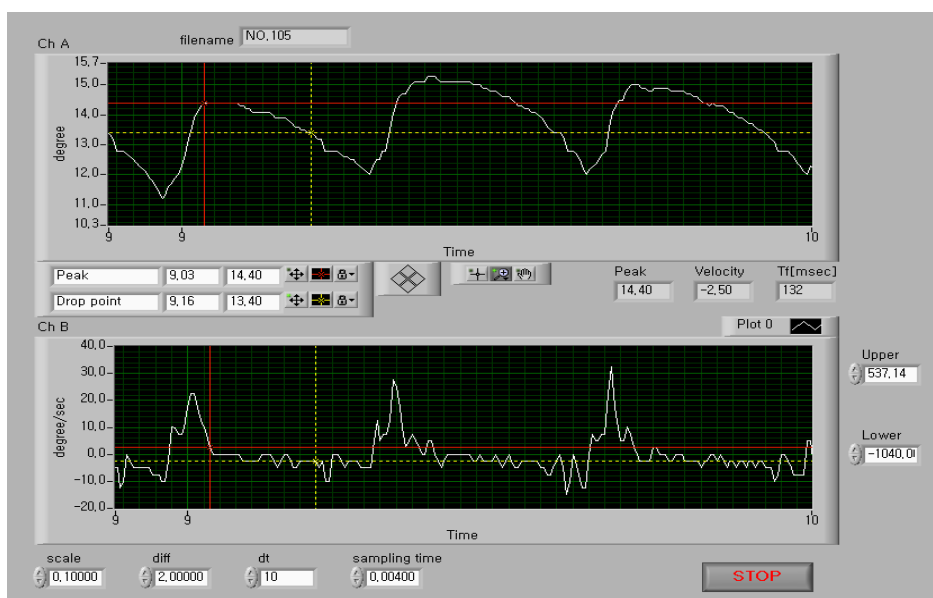 filename NO,105
Ch A
15,7
15,0
14,0
degree
13,0
12,0
11,0
10,3
9 9 10
Time
Peak 9,03 14,40
Drop point 9,16 13,40
Peak Velocity Tf[msec]
14,40 -2,50 132
Ch B
Plot 0
40,0
30,0
20,0
10,0
degree/sec
0,0
-10,0
-20,0
9 9 10
Time
Upper
537,14
Lower
-1040,0
scale diff dt sampling time
0,10000 2,00000 10 0,00400
STOP